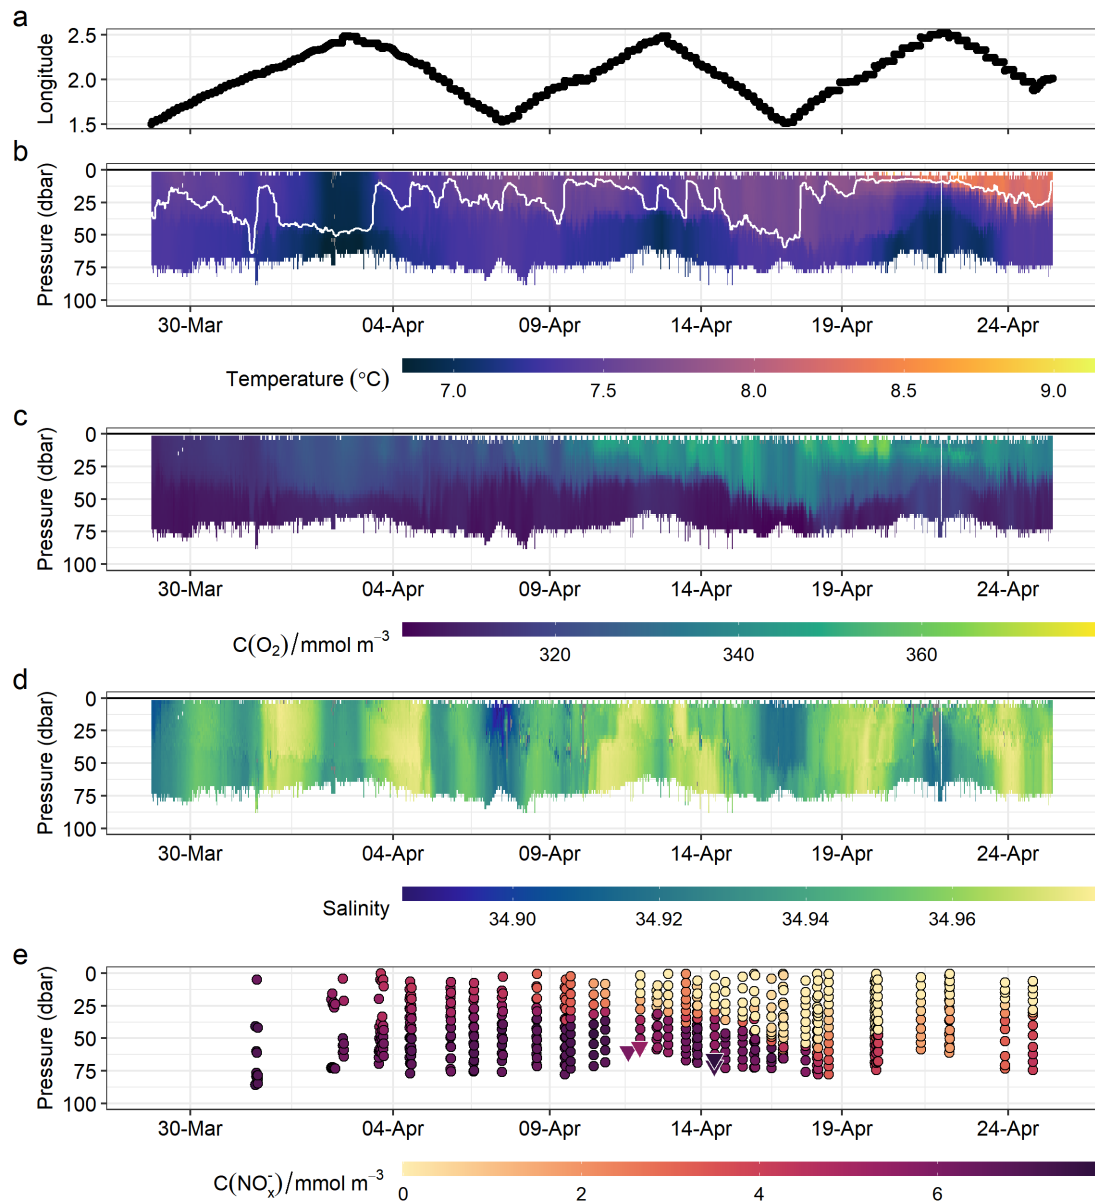 a
Longitude
2.5
2.0
1.5
b
Pressure (dbar)
0
25
50
75
100
30-Mar 04-Apr 09-Apr 14-Apr 19-Apr 24-Apr
Temperature (°C)
7.0 7.5 8.0 8.5 9.0
c
Pressure (dbar)
0
25
50
75
100
30-Mar 04-Apr 09-Apr 14-Apr 19-Apr 24-Apr
C(O₂)/mmol m⁻³
320 340 360
d
Pressure (dbar)
0
25
50
75
100
30-Mar 04-Apr 09-Apr 14-Apr 19-Apr 24-Apr
Salinity
34.90 34.92 34.94 34.96
e
Pressure (dbar)
0
25
50
75
100
30-Mar 04-Apr 09-Apr 14-Apr 19-Apr 24-Apr
C(NOₓ⁻)/mmol m⁻³
0 2 4 6